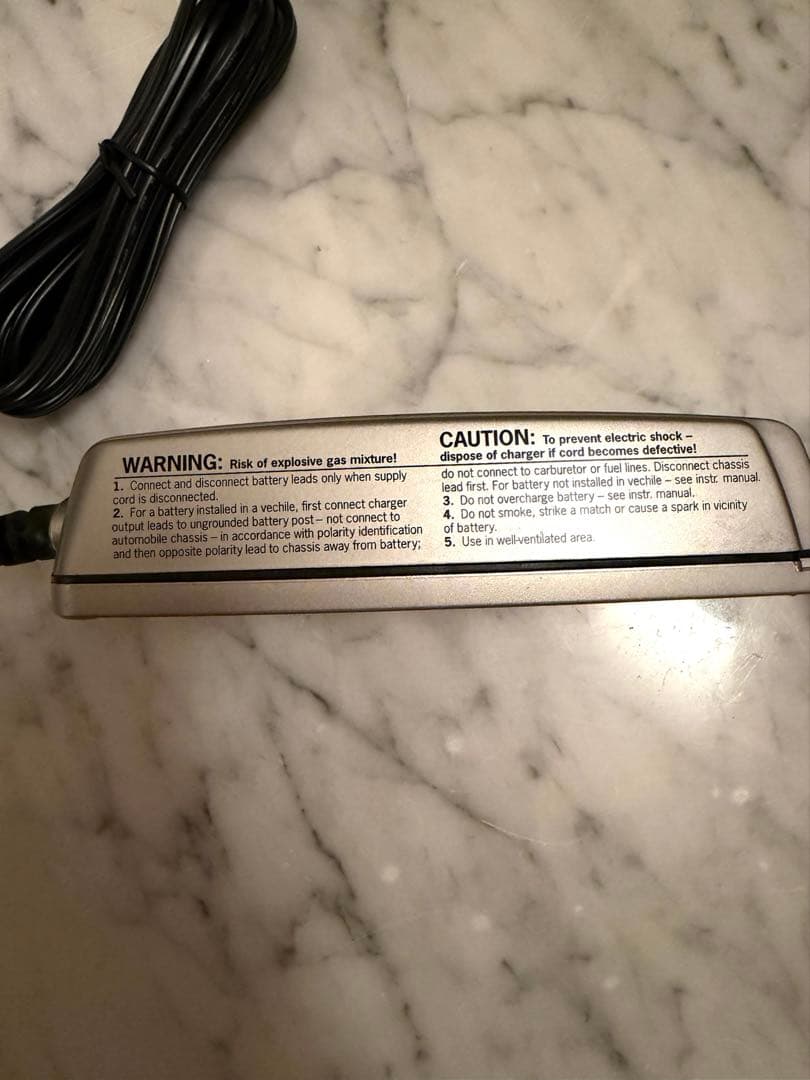 WARNING: Risk of explosive gas mixture!
1. Connect and disconnect battery leads only when supply
cord is disconnected.
2. For a battery installed in a vechile, first connect charger
output leads to ungrounded battery post – not connect to
automobile chassis – in accordance with polarity identification
and then opposite polarity lead to chassis away from battery;
CAUTION: To prevent electric shock –
dispose of charger if cord becomes defective!
do not connect to carburetor or fuel lines. Disconnect chassis
lead first. For battery not installed in vechile – see instr. manual.
3. Do not overcharge battery – see instr. manual.
4. Do not smoke, strike a match or cause a spark in vicinity
of battery.
5. Use in well-ventilated area.